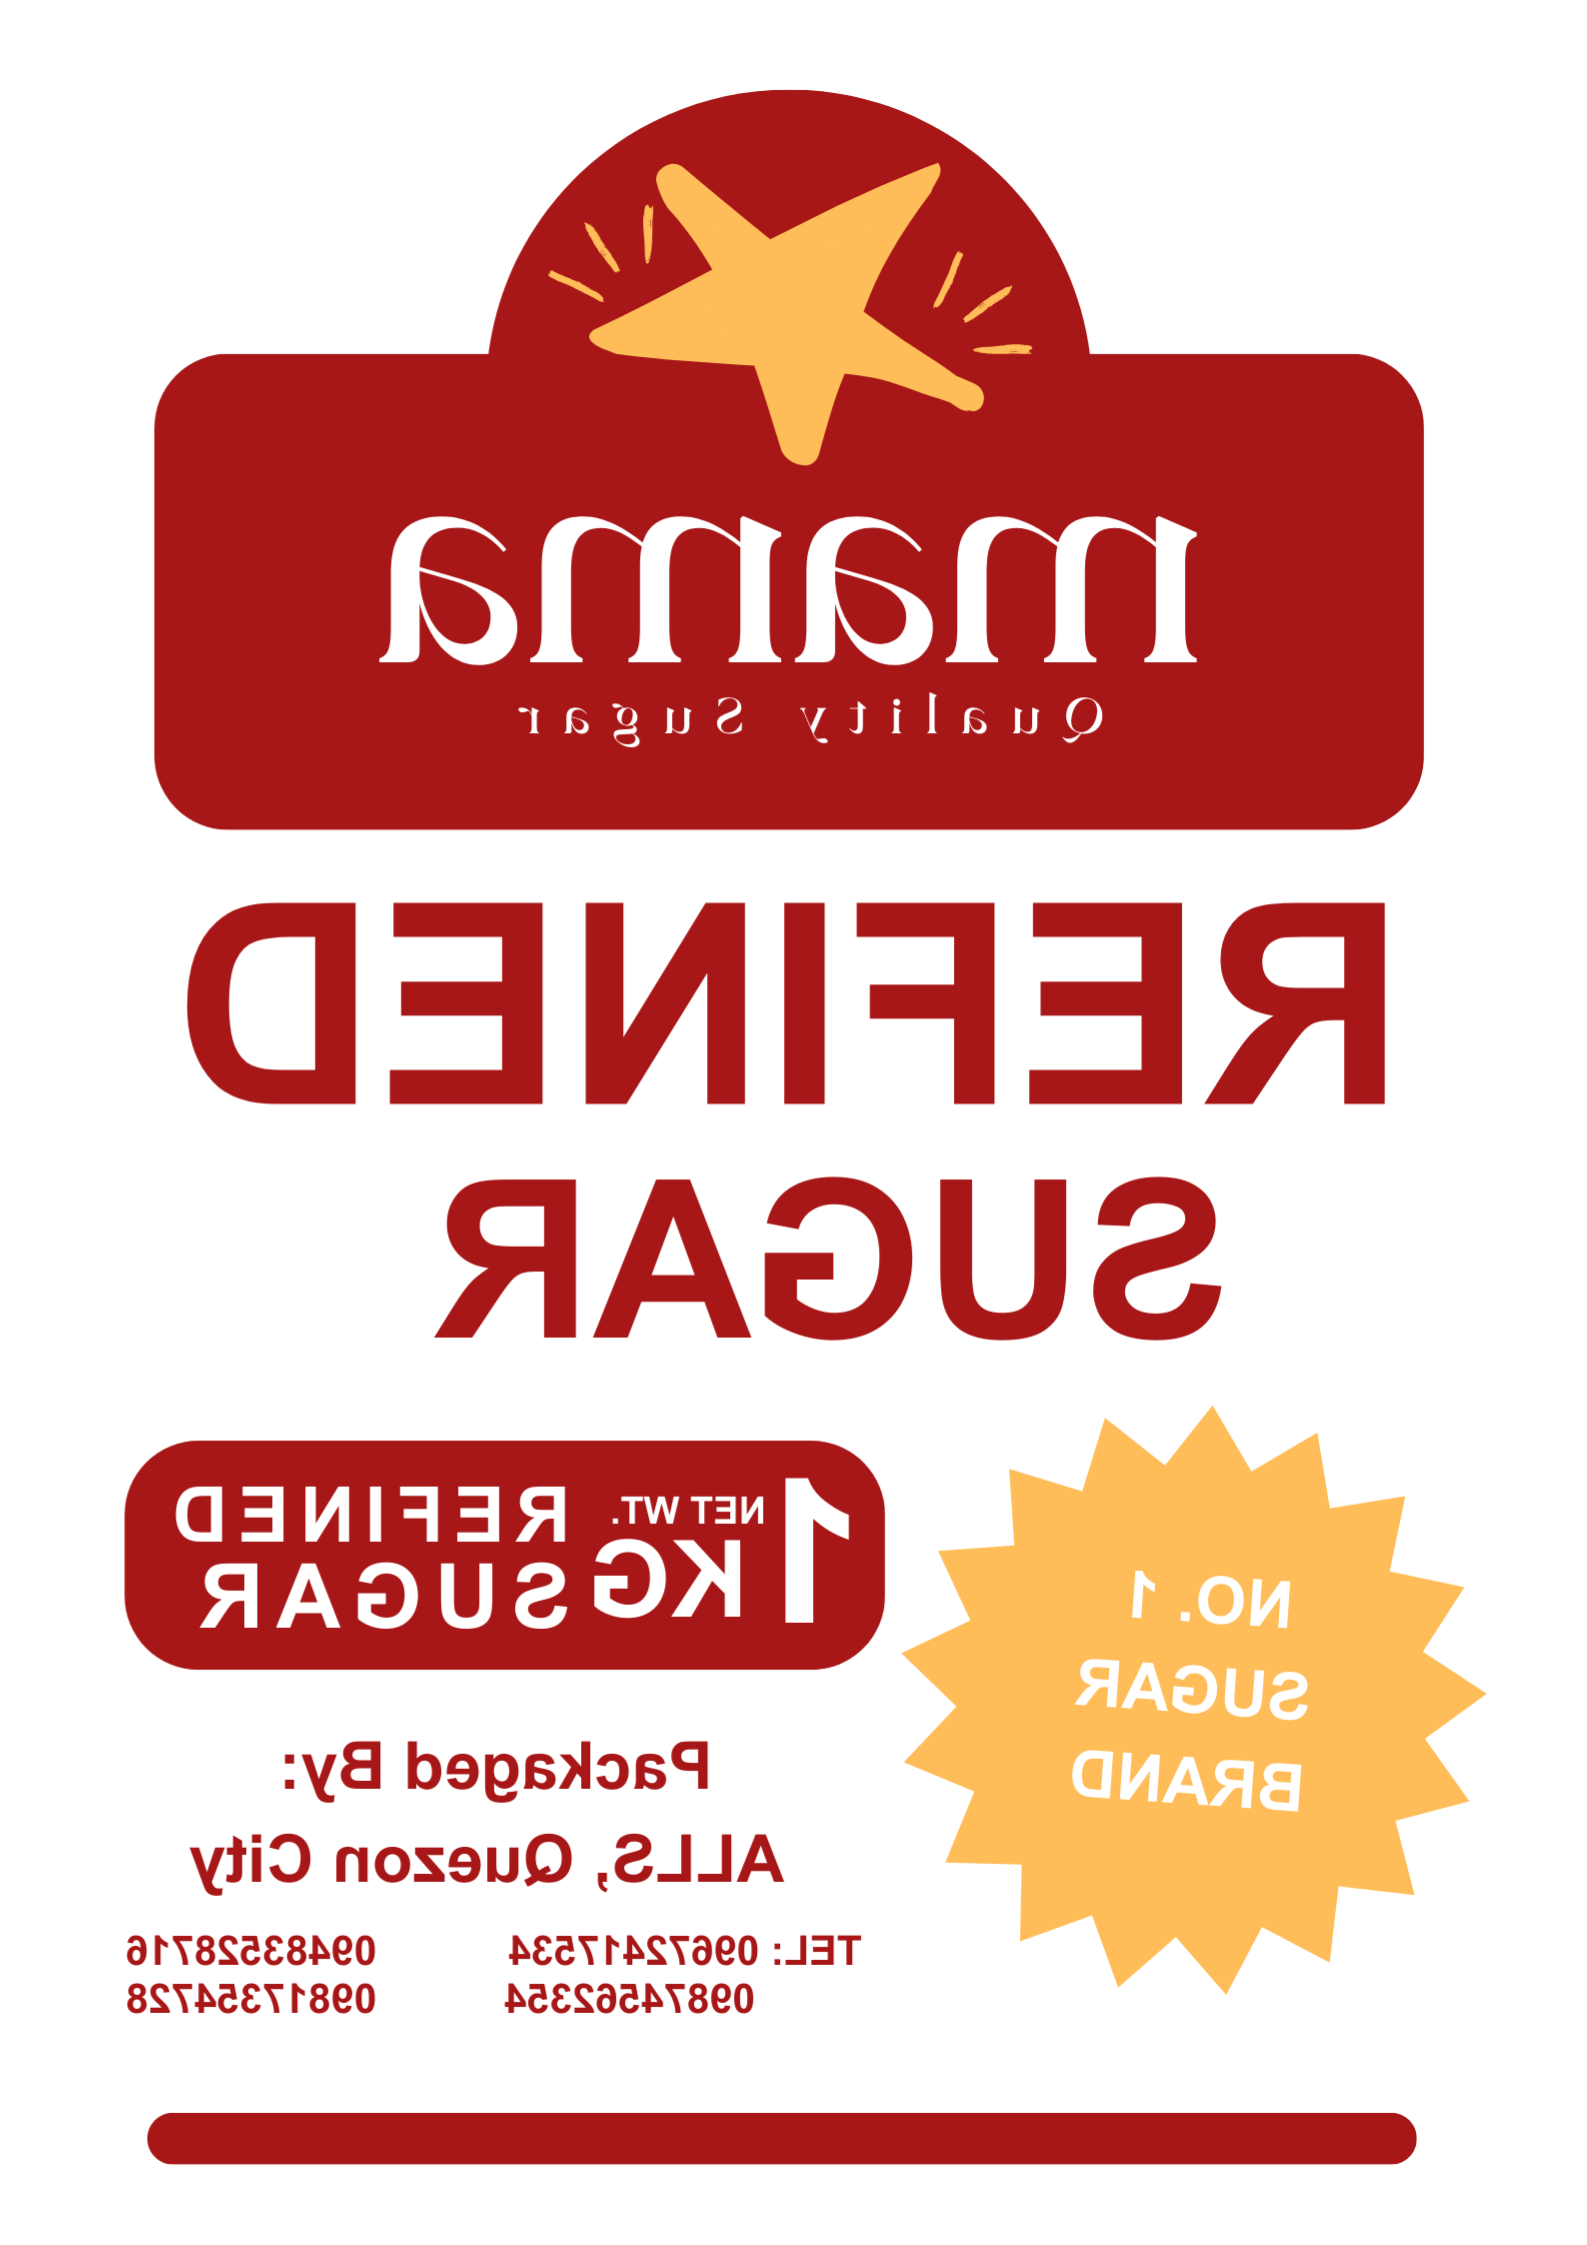 mama
Quality Sugar
REFINED
SUGAR
1
NET WT.
KG
REFINED
SUGAR
NO. 1
SUGAR
BRAND
Packaged By:
ALLS, Quezon City
TEL: 09672417534 09483528716
09874562354 09817354728